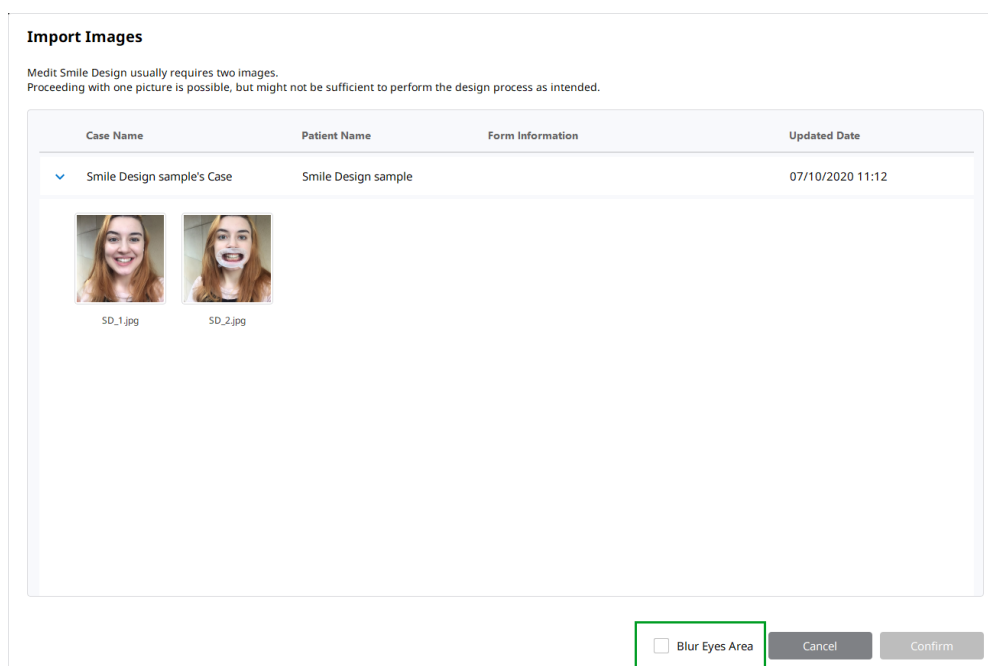 Import Images
Medit Smile Design usually requires two images.
Proceeding with one picture is possible, but might not be sufficient to perform the design process as intended.
Case Name Patient Name Form Information Updated Date
Smile Design sample's Case Smile Design sample 07/10/2020 11:12
SD_1.jpg SD_2.jpg
Blur Eyes Area Cancel Confirm